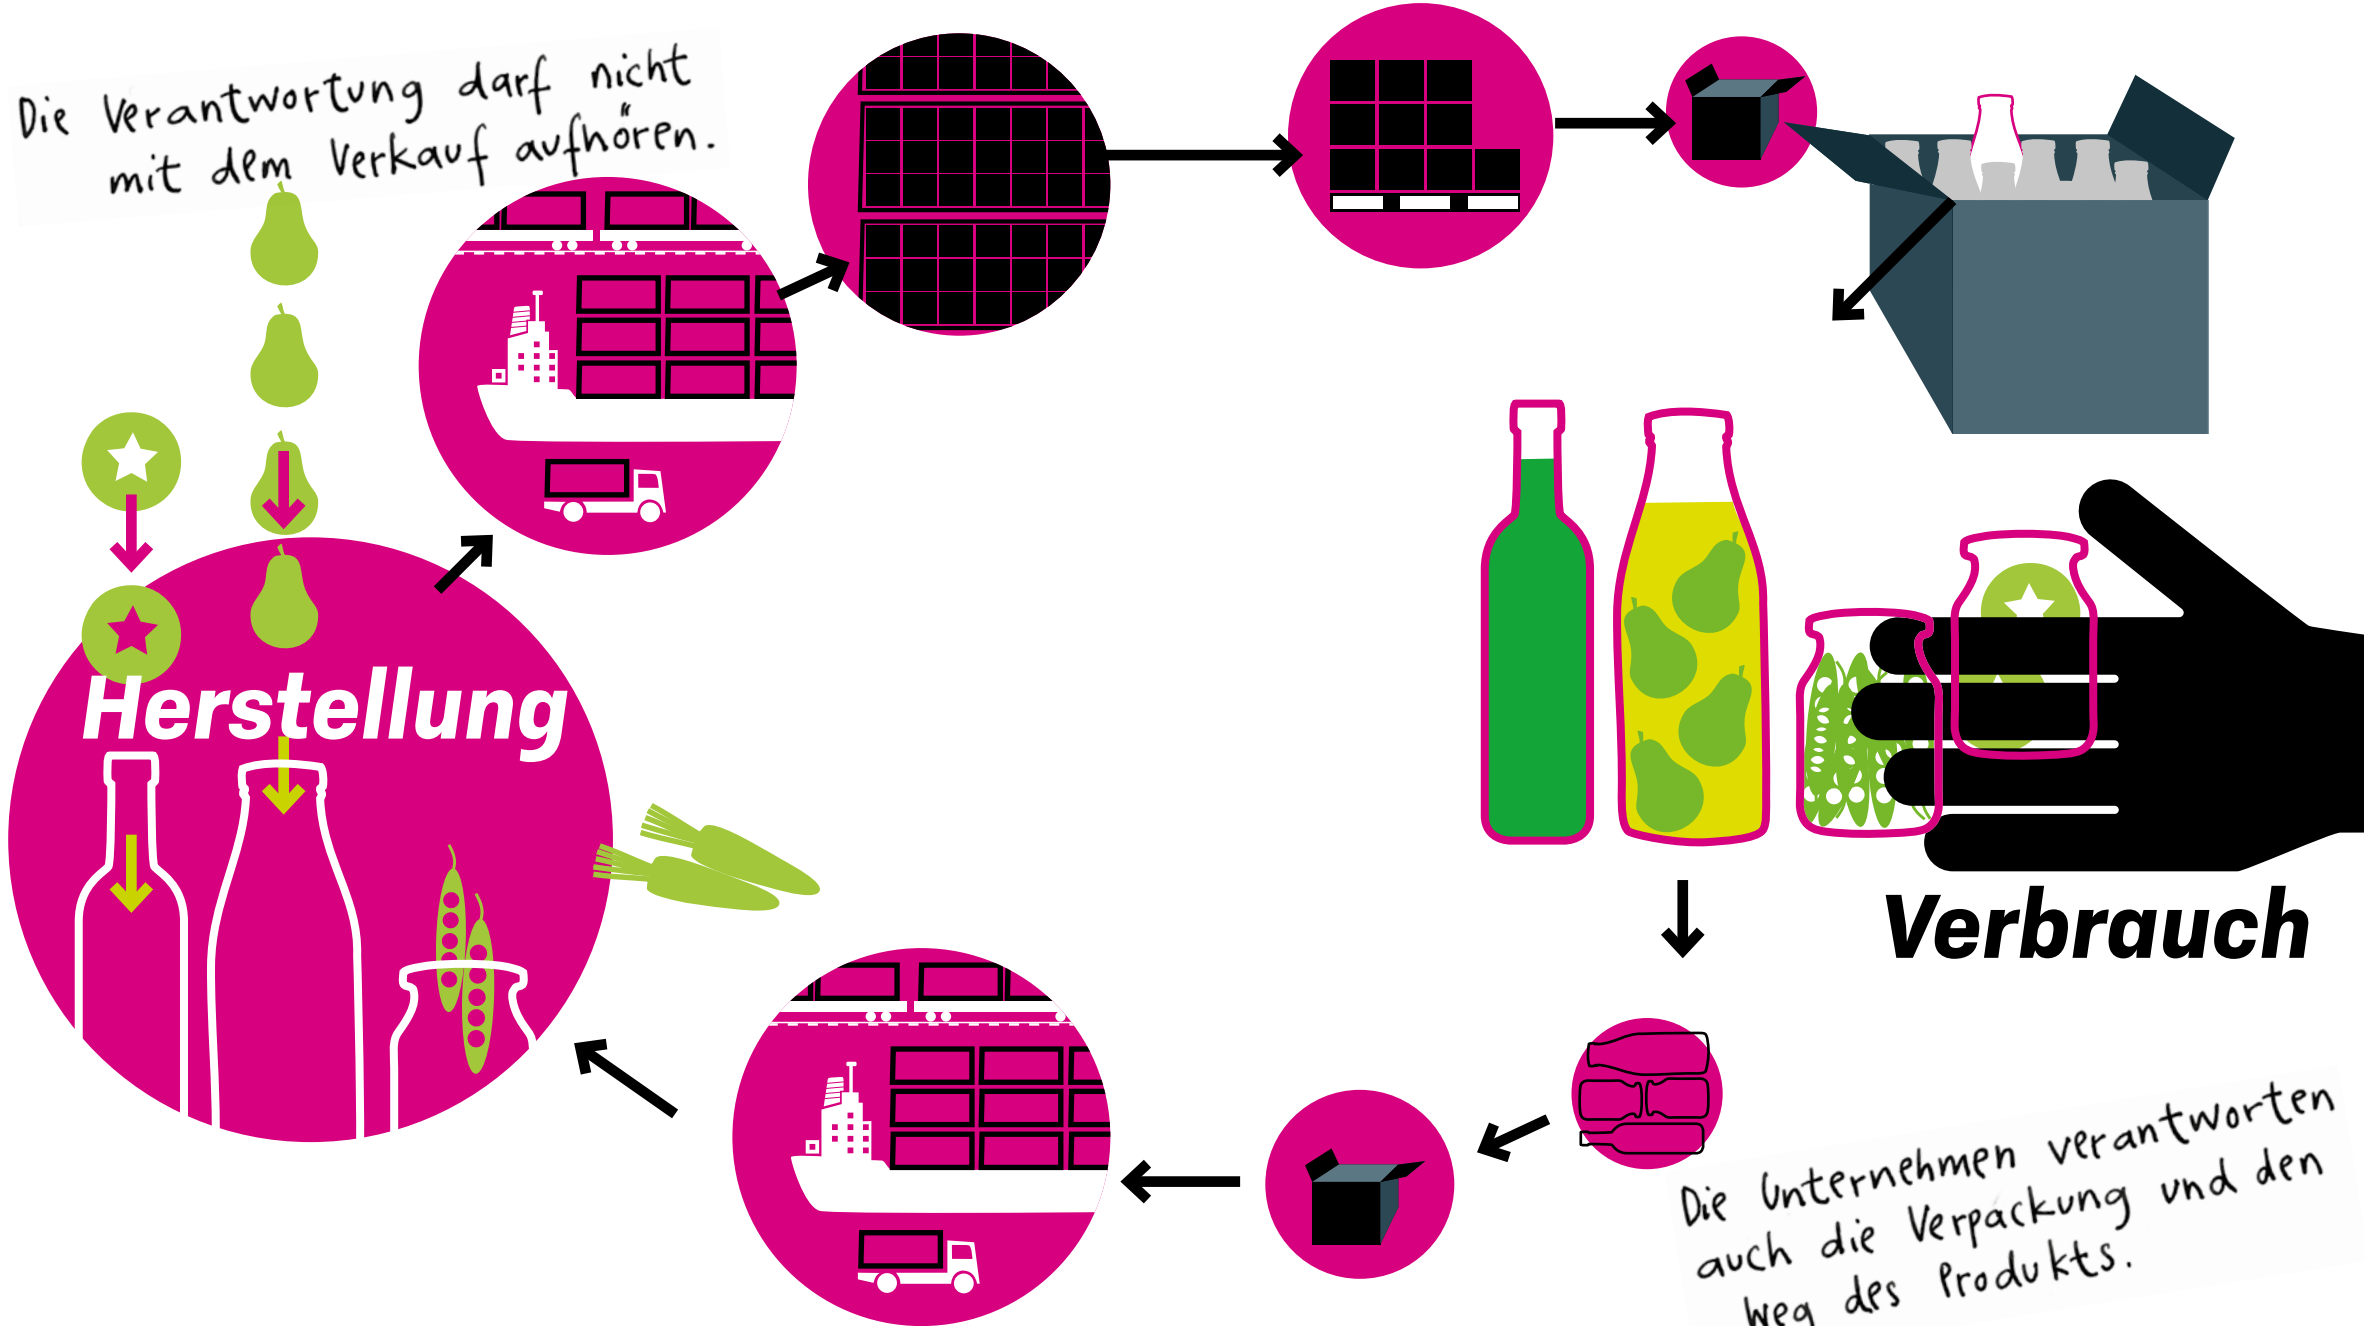 Die Verantwortung darf nicht
mit dem Verkauf aufhören.
Herstellung
Verbrauch
Die Unternehmen verantworten
auch die Verpackung und den
Weg des Produkts.